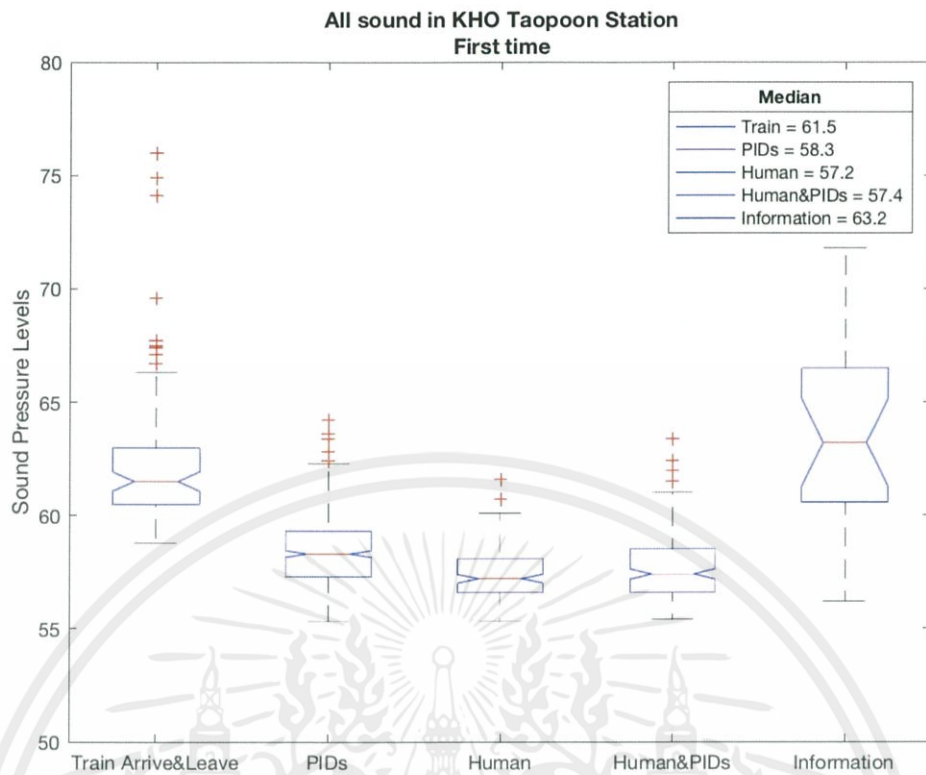 All sound in KHO Taopoon Station
First time
80
75
70
65
60
55
50
Sound Pressure Levels
Median
Train = 61.5
PIDs = 58.3
Human = 57.2
Human&PIDs = 57.4
Information = 63.2
Train Arrive&Leave
PIDs
Human
Human&PIDs
Information